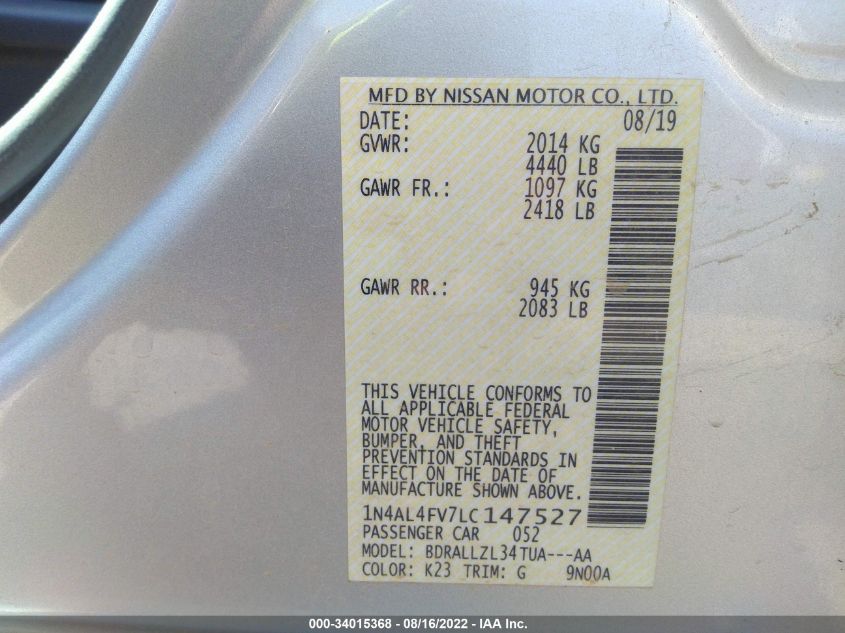 MFD BY NISSAN MOTOR CO., LTD.
DATE: 08/19
GVWR: 2014 KG
4440 LB
GAWR FR.: 1097 KG
2418 LB
GAWR RR.: 945 KG
2083 LB
THIS VEHICLE CONFORMS TO
ALL APPLICABLE FEDERAL
MOTOR VEHICLE SAFETY,
BUMPER, AND THEFT
PREVENTION STANDARDS IN
EFFECT ON THE DATE OF
MANUFACTURE SHOWN ABOVE.
1N4AL4FV7LC147527
PASSENGER CAR 052
MODEL: BDRALLZL34TUA---AA
COLOR: K23 TRIM: G 9N00A
000-34015368 - 08/16/2022 - IAA Inc.